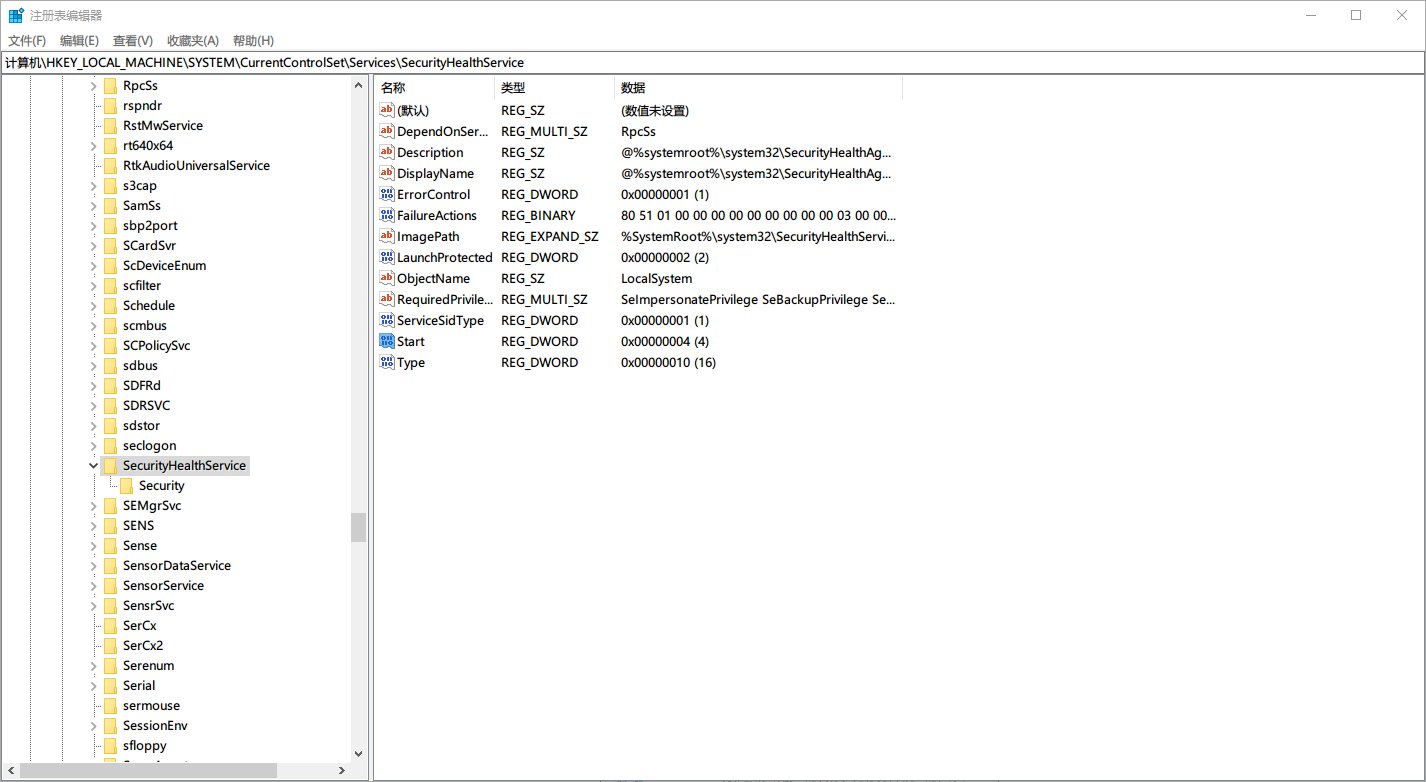 注册表编辑器
文件(F) 编辑(E) 查看(V) 收藏夹(A) 帮助(H)
计算机\HKEY_LOCAL_MACHINE\SYSTEM\CurrentControlSet\Services\SecurityHealthService
RpcSs
rspndr
RstMwService
rt640x64
RtkAudioUniversalService
s3cap
SamSs
sbp2port
SCardSvr
ScDeviceEnum
scfilter
Schedule
scmbus
SCPolicySvc
sdbus
SDFRd
SDRSVC
sdstor
seclogon
SecurityHealthService
Security
SEMgrSvc
SENS
Sense
SensorDataService
SensorService
SensrSvc
SerCx
SerCx2
Serenum
Serial
sermouse
SessionEnv
sfloppy
名称 类型 数据
(默认) REG_SZ (数值未设置)
DependOnSer... REG_MULTI_SZ RpcSs
Description REG_SZ @%systemroot%\system32\SecurityHealthAg...
DisplayName REG_SZ @%systemroot%\system32\SecurityHealthAg...
ErrorControl REG_DWORD 0x00000001 (1)
FailureActions REG_BINARY 80 51 01 00 00 00 00 00 00 00 00 00 03 00 00...
ImagePath REG_EXPAND_SZ %SystemRoot%\system32\SecurityHealthServi...
LaunchProtected REG_DWORD 0x00000002 (2)
ObjectName REG_SZ LocalSystem
RequiredPrivile... REG_MULTI_SZ SeImpersonatePrivilege SeBackupPrivilege Se...
ServiceSidType REG_DWORD 0x00000001 (1)
Start REG_DWORD 0x00000004 (4)
Type REG_DWORD 0x00000010 (16)